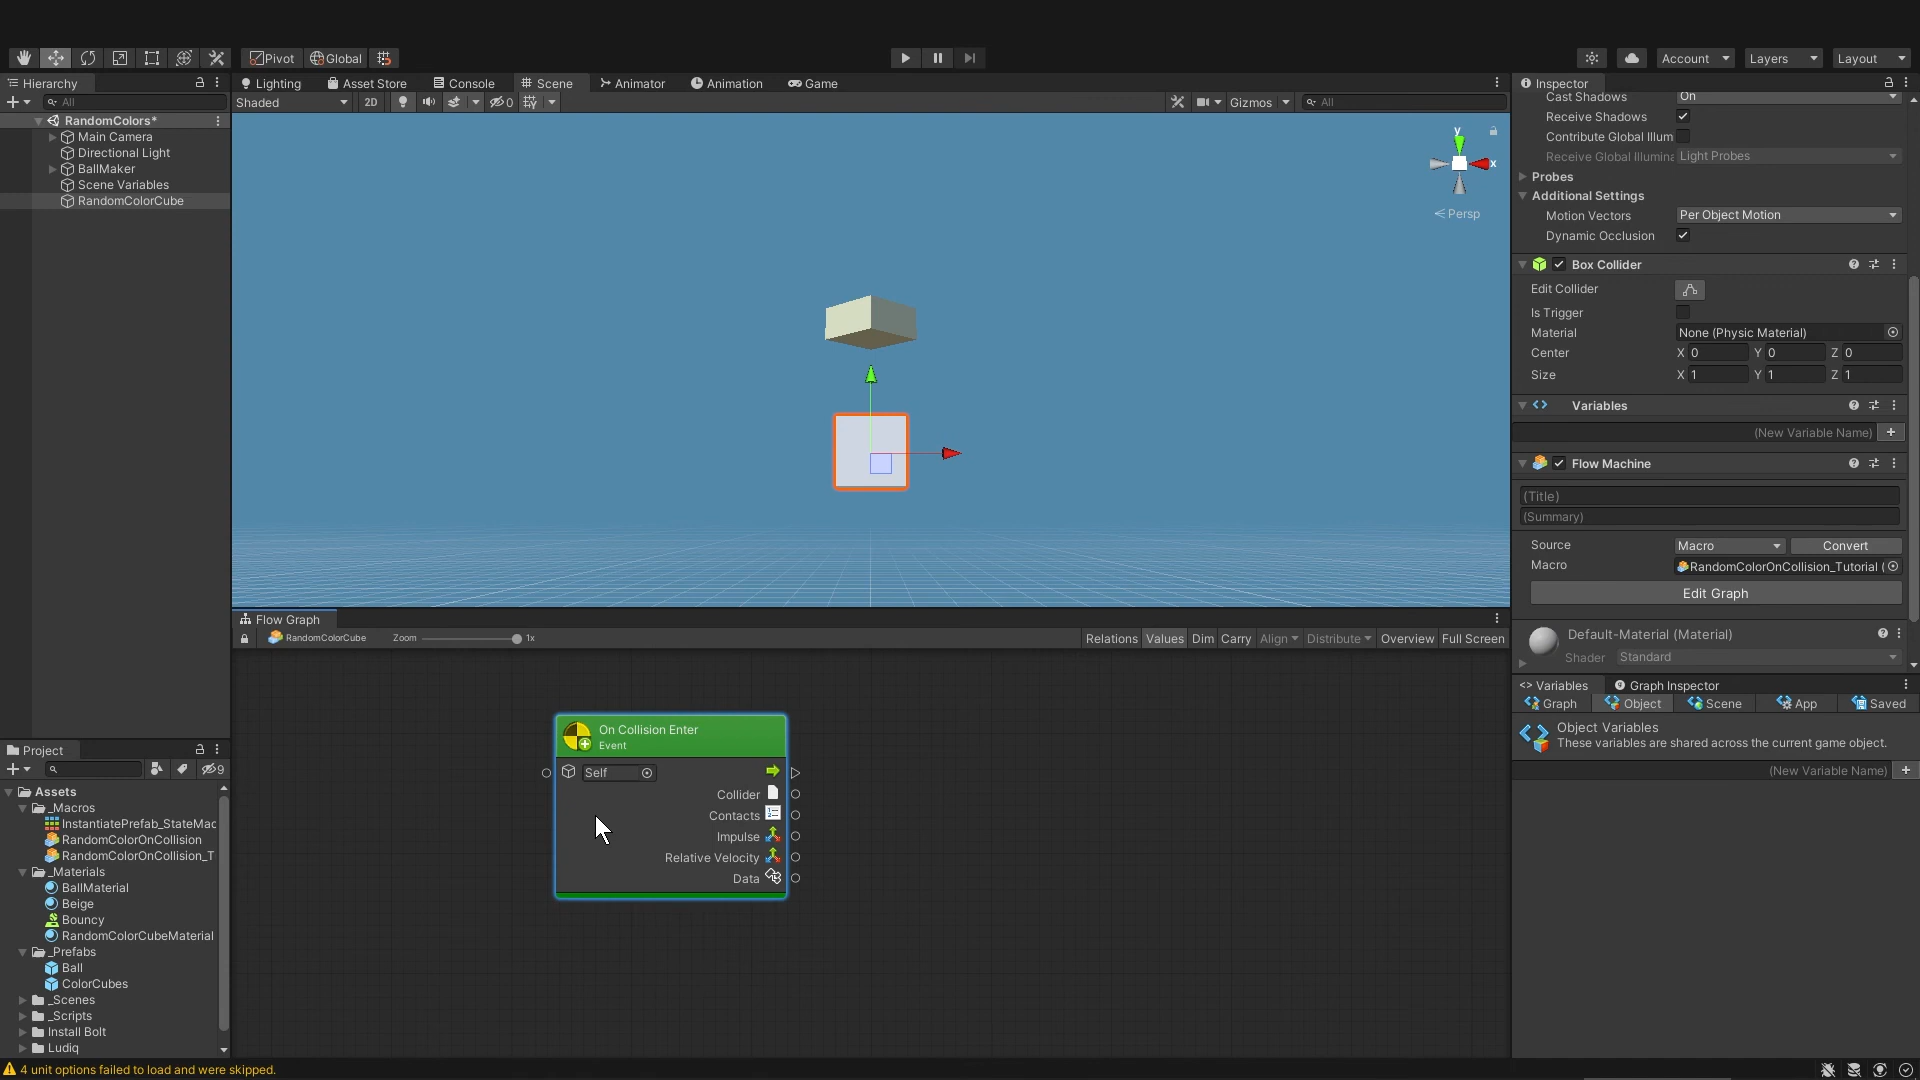 Pivot
Global
Account
Layers
Layout
Hierarchy
All
RandomColors*
Main Camera
Directional Light
BallMaker
Scene Variables
RandomColorCube
Lighting
Asset Store
Console
Scene
Animator
Animation
Game
Shaded
2D
0
Gizmos
All
y
x
Persp
Flow Graph
RandomColorCube
Zoom
1x
Relations
Values
Dim
Carry
Align
Distribute
Overview
Full Screen
On Collision Enter
Event
Self
Collider
Contacts
Impulse
Relative Velocity
Data
Project
9
Assets
_Macros
InstantiatePrefab_StateMac
RandomColorOnCollision
RandomColorOnCollision_T
_Materials
BallMaterial
Beige
Bouncy
RandomColorCubeMaterial
_Prefabs
Ball
ColorCubes
_Scenes
_Scripts
Install Bolt
Ludiq
4 unit options failed to load and were skipped.
Inspector
Cast Shadows On
Receive Shadows
Contribute Global Illum
Receive Global Illumina Light Probes
Probes
Additional Settings
Motion Vectors Per Object Motion
Dynamic Occlusion
Box Collider
Edit Collider
Is Trigger
Material None (Physic Material)
Center X 0 Y 0 Z 0
Size X 1 Y 1 Z 1
Variables
(New Variable Name)
Flow Machine
(Title)
(Summary)
Source Macro Convert
Macro RandomColorOnCollision_Tutorial (
Edit Graph
Default-Material (Material)
Shader Standard
<> Variables Graph Inspector
Graph Object Scene App Saved
Object Variables
These variables are shared across the current game object.
(New Variable Name)